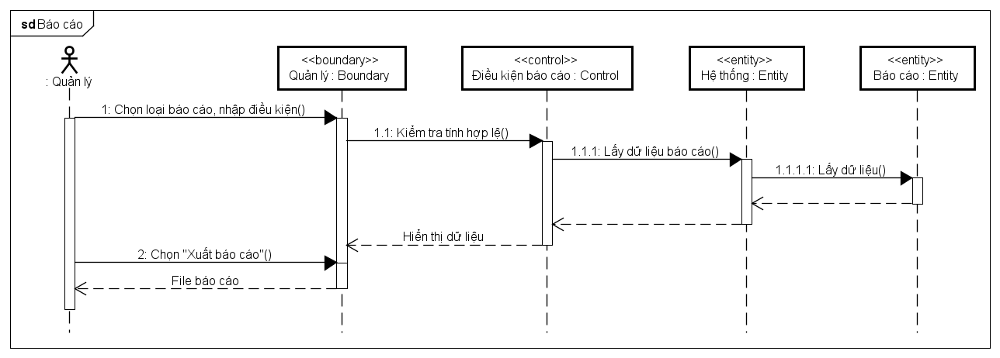 sd Báo cáo
: Quản lý
<<boundary>>
Quản lý : Boundary
<<control>>
Điều kiện báo cáo : Control
<<entity>>
Hệ thống : Entity
<<entity>>
Báo cáo : Entity
1: Chọn loại báo cáo, nhập điều kiện()
1.1: Kiểm tra tính hợp lệ()
1.1.1: Lấy dữ liệu báo cáo()
1.1.1.1: Lấy dữ liệu()
Hiển thị dữ liệu
2: Chọn "Xuất báo cáo"()
File báo cáo